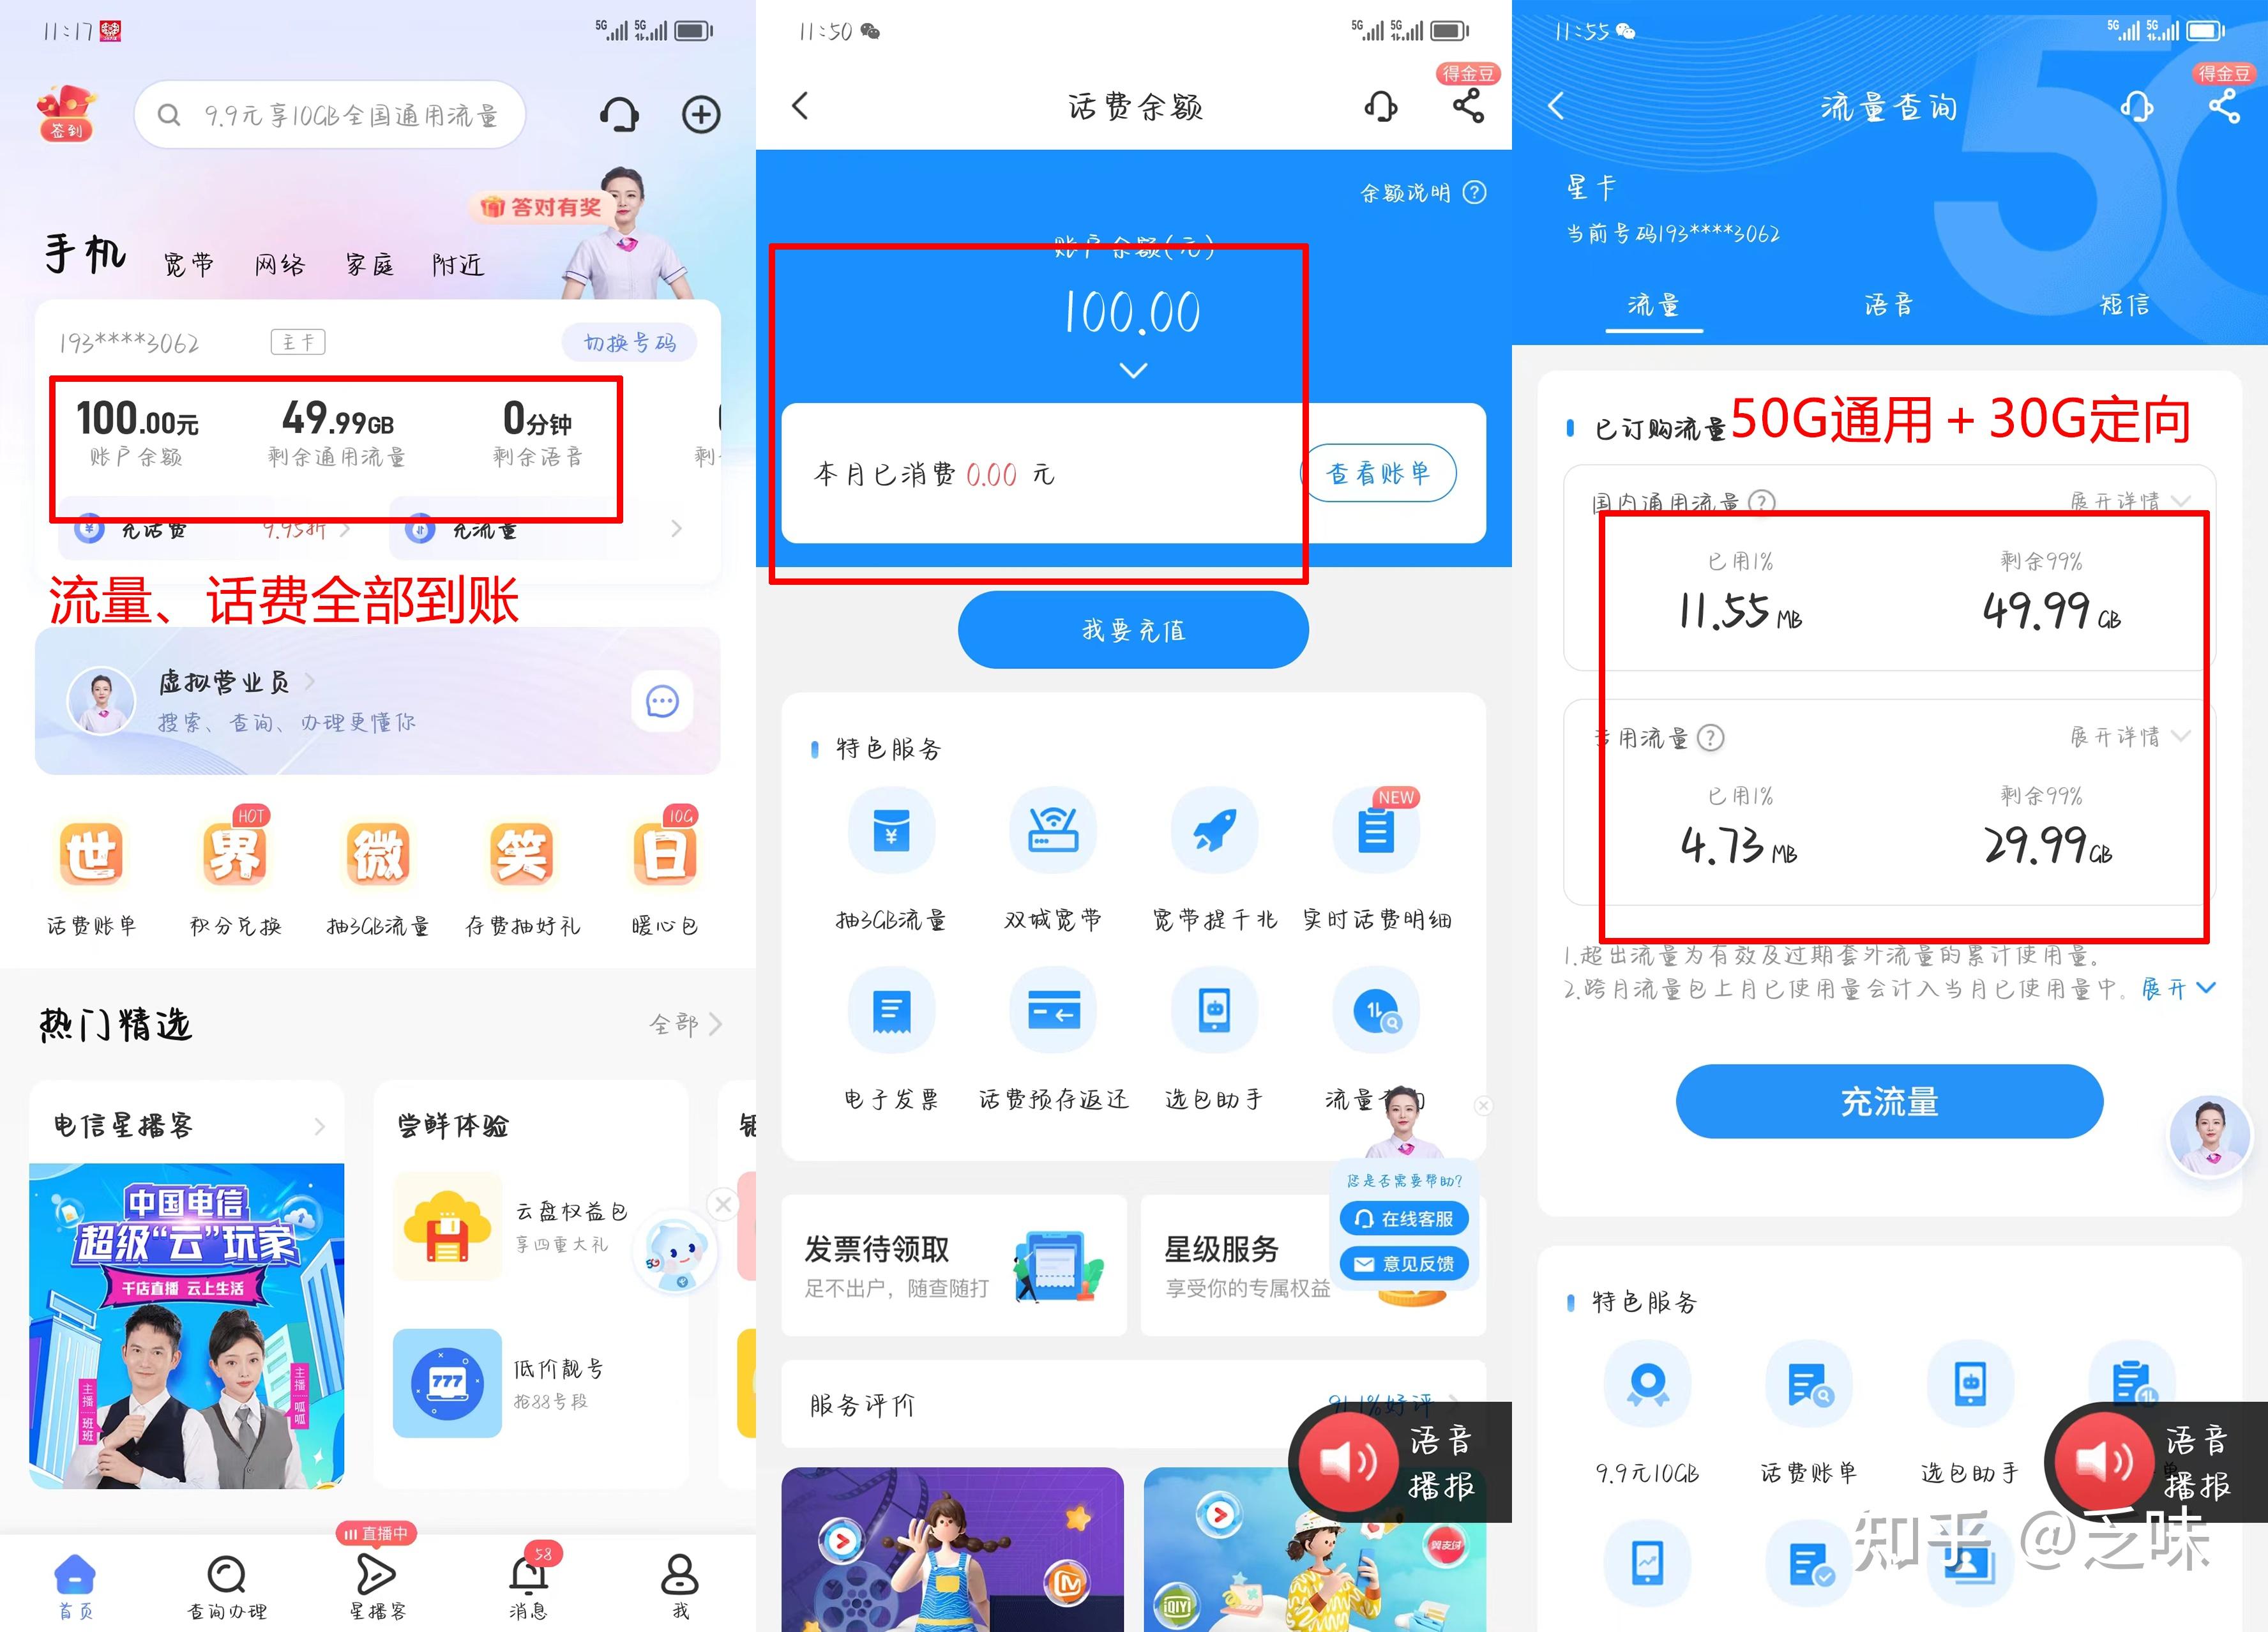 11:17
5G 5G
签到
9.9元享10GB全国通用流量
答对有奖
手机 宽带 网络 家庭 附近
193****3062 主卡 切换号码
100.00元 49.99GB 0分钟
账户余额 剩余通用流量 剩余语音 剩
充话费 9.95折 充流量
流量、话费全部到账
虚拟营业员
搜索、查询、办理更懂你
HOT 10G
世 界 微 笑 日
话费账单 积分兑换 抽3GB流量 存费抽好礼 暖心包
热门精选 全部
电信星播客
中国电信
超级“云”玩家
千店直播 云上生活
主播 班班
主播 呱呱
尝鲜体验
云盘权益包
享四重大礼
5G
777
低价靓号
抢88号段
直播中
58
首页 查询办理 星播客 消息 我
11:50
5G 5G
得金豆
话费余额
余额说明 ?
账户余额(元)
100.00
本月已消费 0.00 元 查看账单
我要充值
特色服务
NEW
抽3GB流量 双城宽带 宽带提千兆 实时话费明细
电子发票 话费预存返还 选包助手 流量查询
您是否需要帮助?
在线客服
意见反馈
发票待领取
足不出户，随查随打
星级服务
享受你的专属权益
服务评价 91.1%好评
语音
播报
iQIYI
翼支付
11:55
5G 5G
得金豆
流量查询
5G
星卡
当前号码193****3062
流量 语音 短信
已订购流量 50G通用＋30G定向
国内通用流量 ? 展开详情
已用1% 剩余99%
11.55MB 49.99GB
专用流量 ? 展开详情
已用1% 剩余99%
4.73MB 29.99GB
1.超出流量为有效及过期套外流量的累计使用量。
2.跨月流量包上月已使用量会计入当月已使用量中。 展开
充流量
特色服务
9.9元10GB 话费账单 选包助手
语音
播报
知乎 @乏味